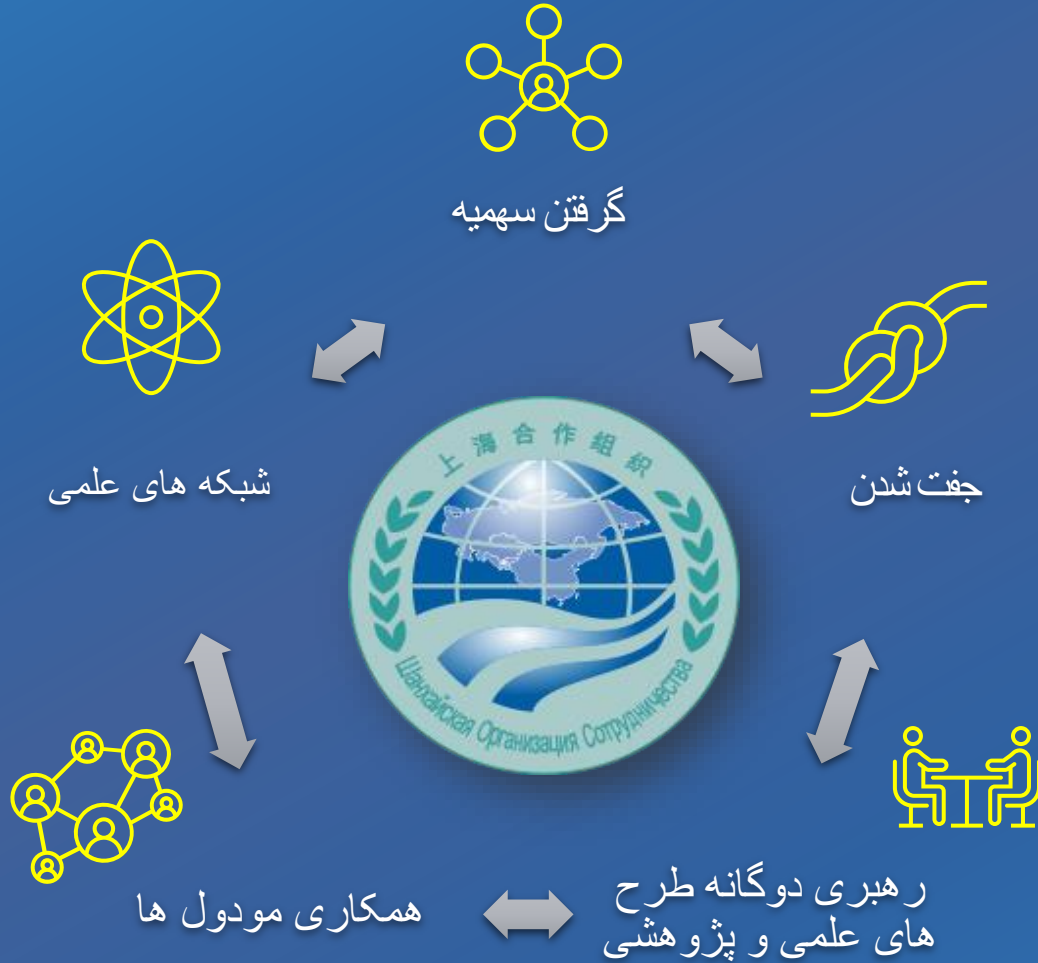 گرفتن سهمیه
شبکه های علمی
جفت شدن
上海合作组织
Шанхайская Организация Сотрудничества
همکاری مودول ها
رهبری دوگانه طرح
های علمی و پژوهشی